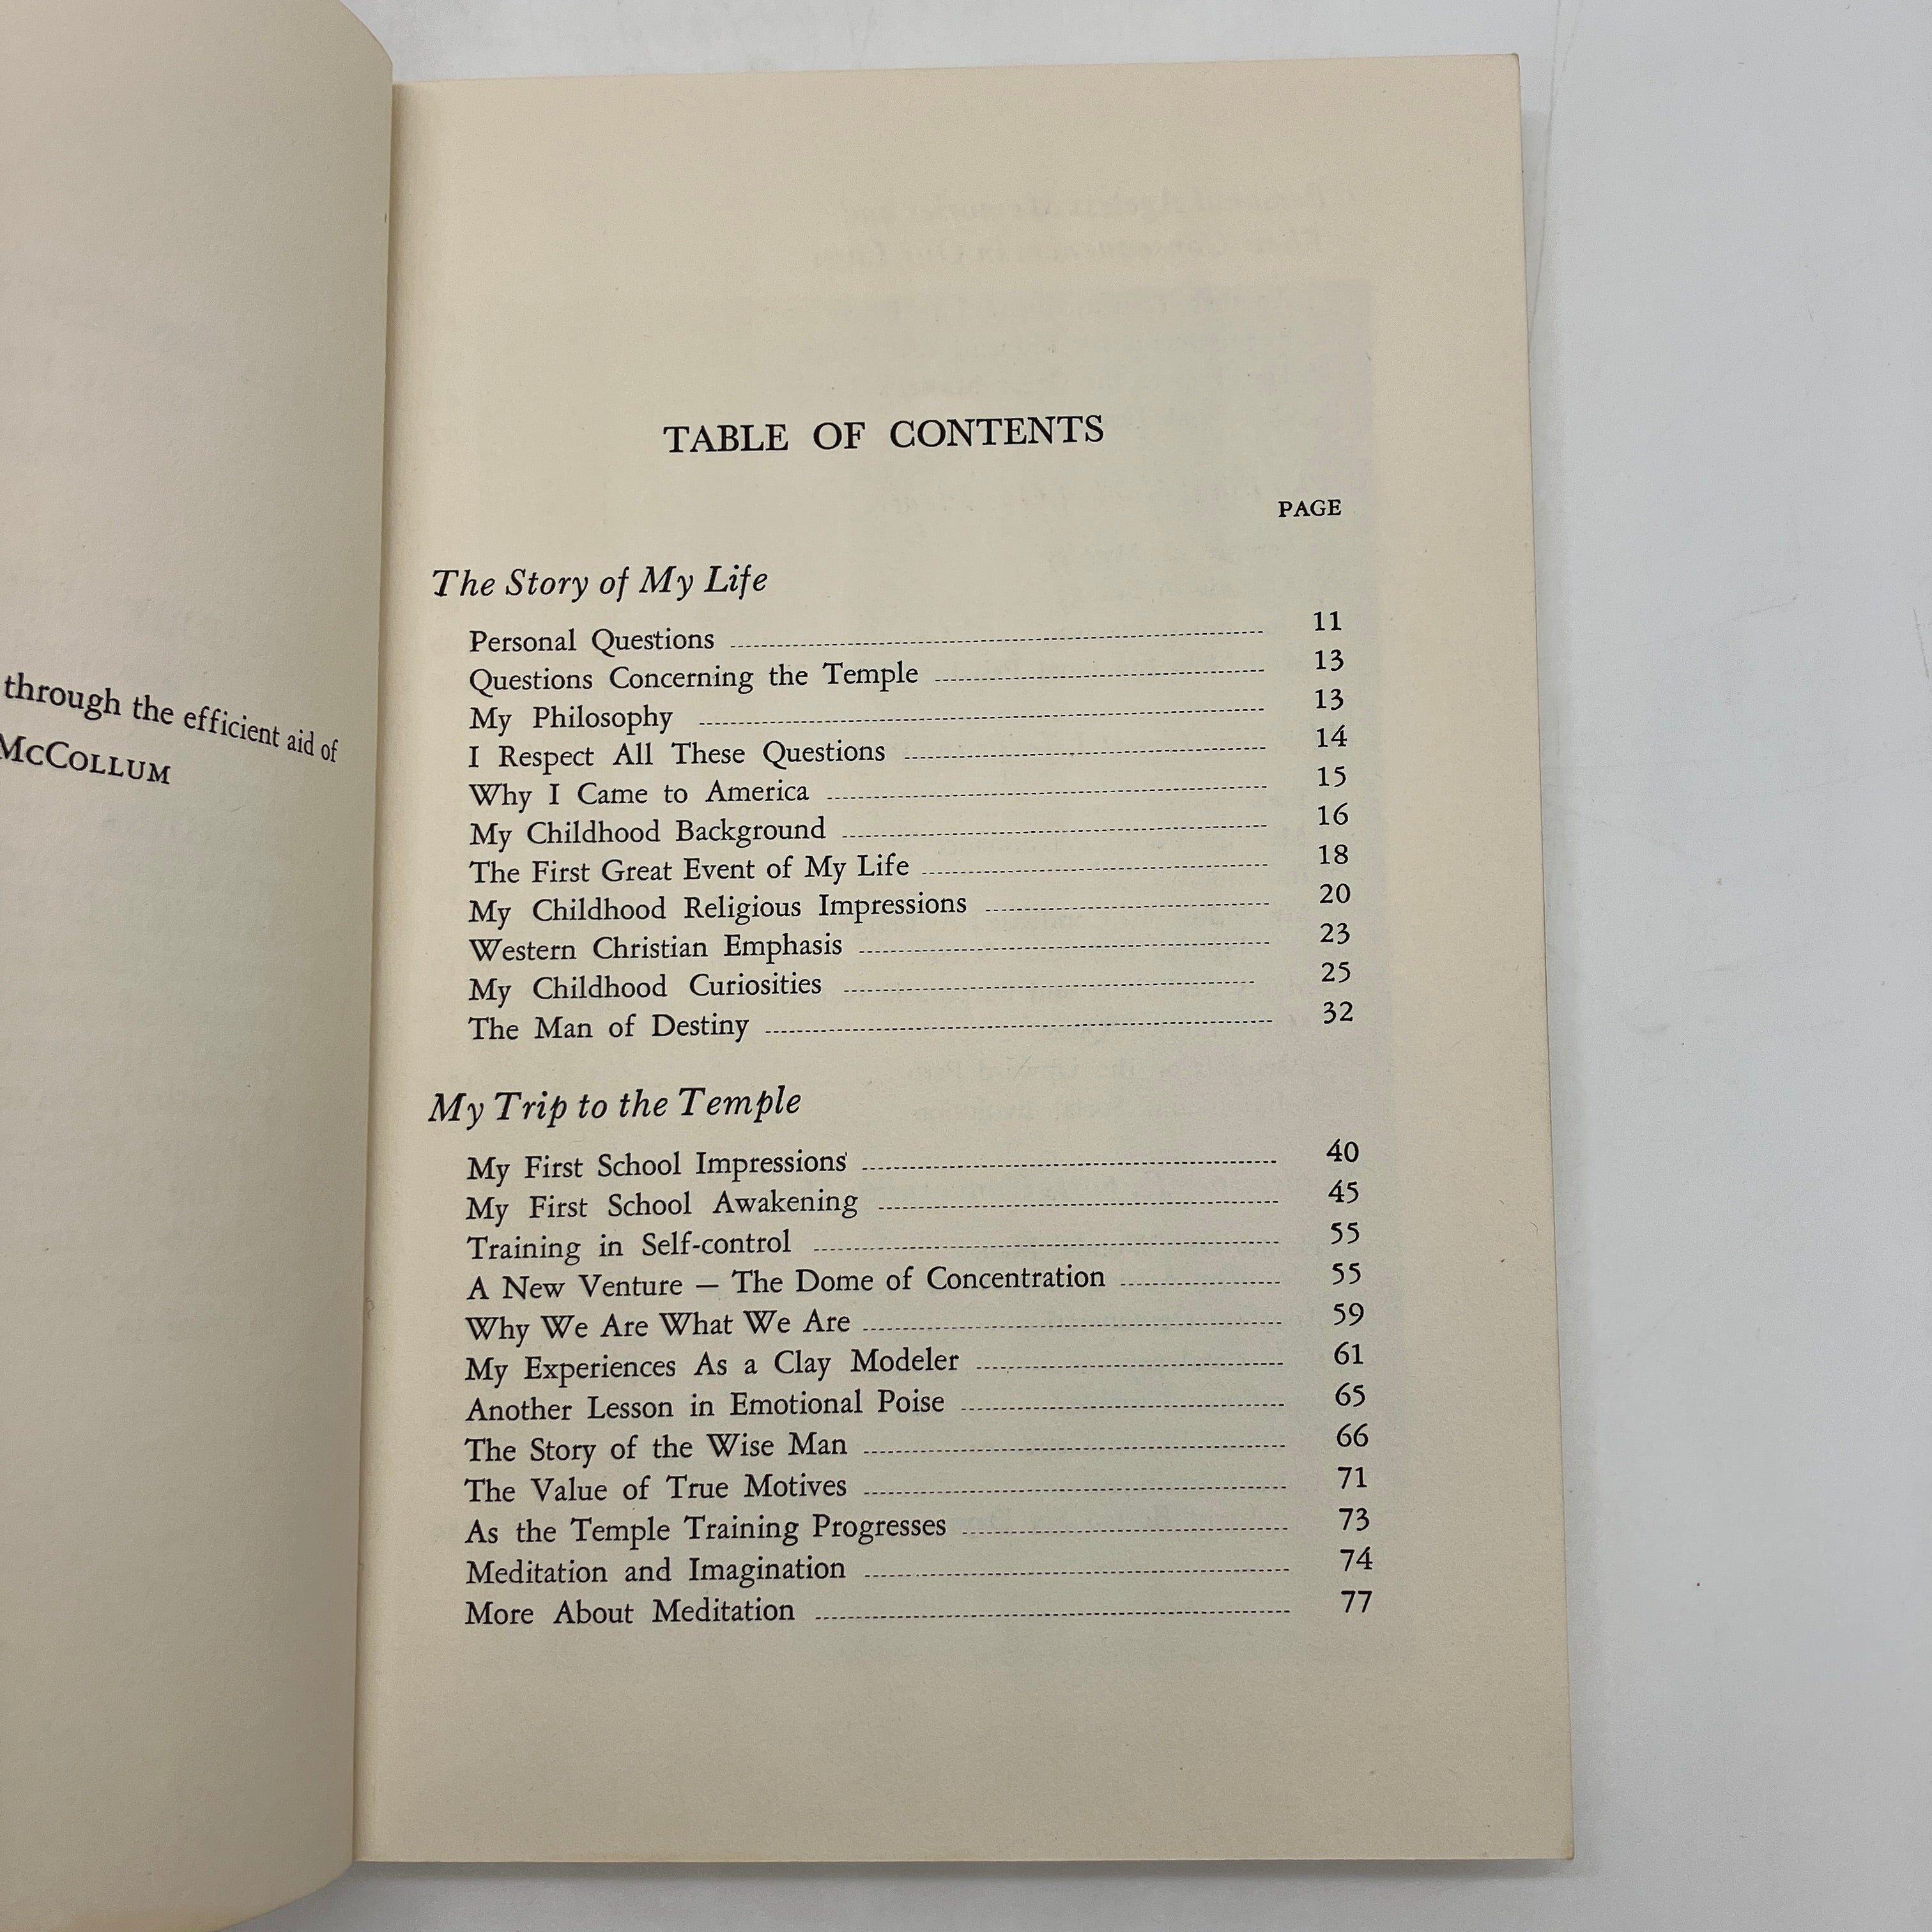 through the efficient aid of
McCOLLUM
TABLE OF CONTENTS
PAGE
The Story of My Life
Personal Questions 11
Questions Concerning the Temple 13
My Philosophy 13
I Respect All These Questions 14
Why I Came to America 15
My Childhood Background 16
The First Great Event of My Life 18
My Childhood Religious Impressions 20
Western Christian Emphasis 23
My Childhood Curiosities 25
The Man of Destiny 32
My Trip to the Temple
My First School Impressions 40
My First School Awakening 45
Training in Self-control 55
A New Venture — The Dome of Concentration 55
Why We Are What We Are 59
My Experiences As a Clay Modeler 61
Another Lesson in Emotional Poise 65
The Story of the Wise Man 66
The Value of True Motives 71
As the Temple Training Progresses 73
Meditation and Imagination 74
More About Meditation 77